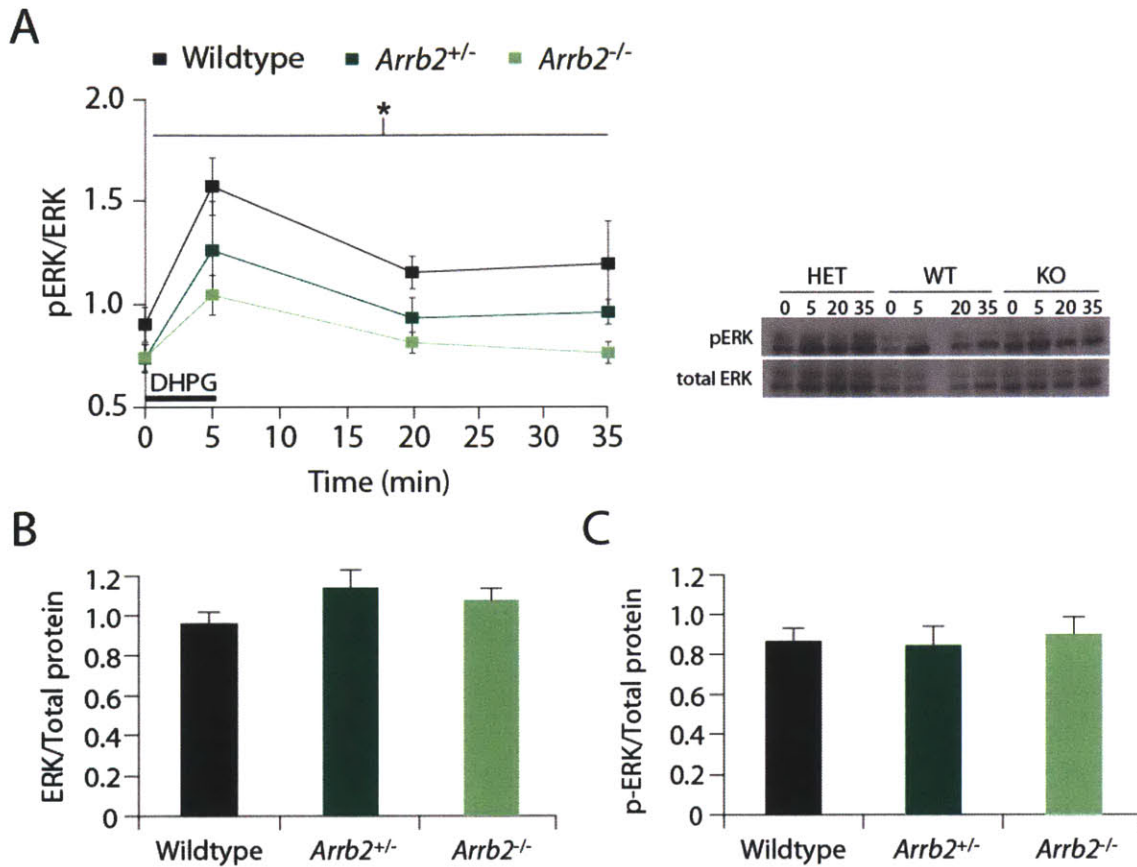 A
Wildtype Arrb2+/- Arrb2-/-
*
2.0
1.5
1.0
0.5
pERK/ERK
DHPG
0 5 10 15 20 25 30 35
Time (min)
HET WT KO
0 5 20 35 0 5 20 35 0 5 20 35
pERK
total ERK
B
ERK/Total protein
1.2
1.0
0.8
0.6
0.4
0.2
0
Wildtype Arrb2+/- Arrb2-/-
C
p-ERK/Total protein
1.2
1.0
0.8
0.6
0.4
0.2
0
Wildtype Arrb2+/- Arrb2-/-